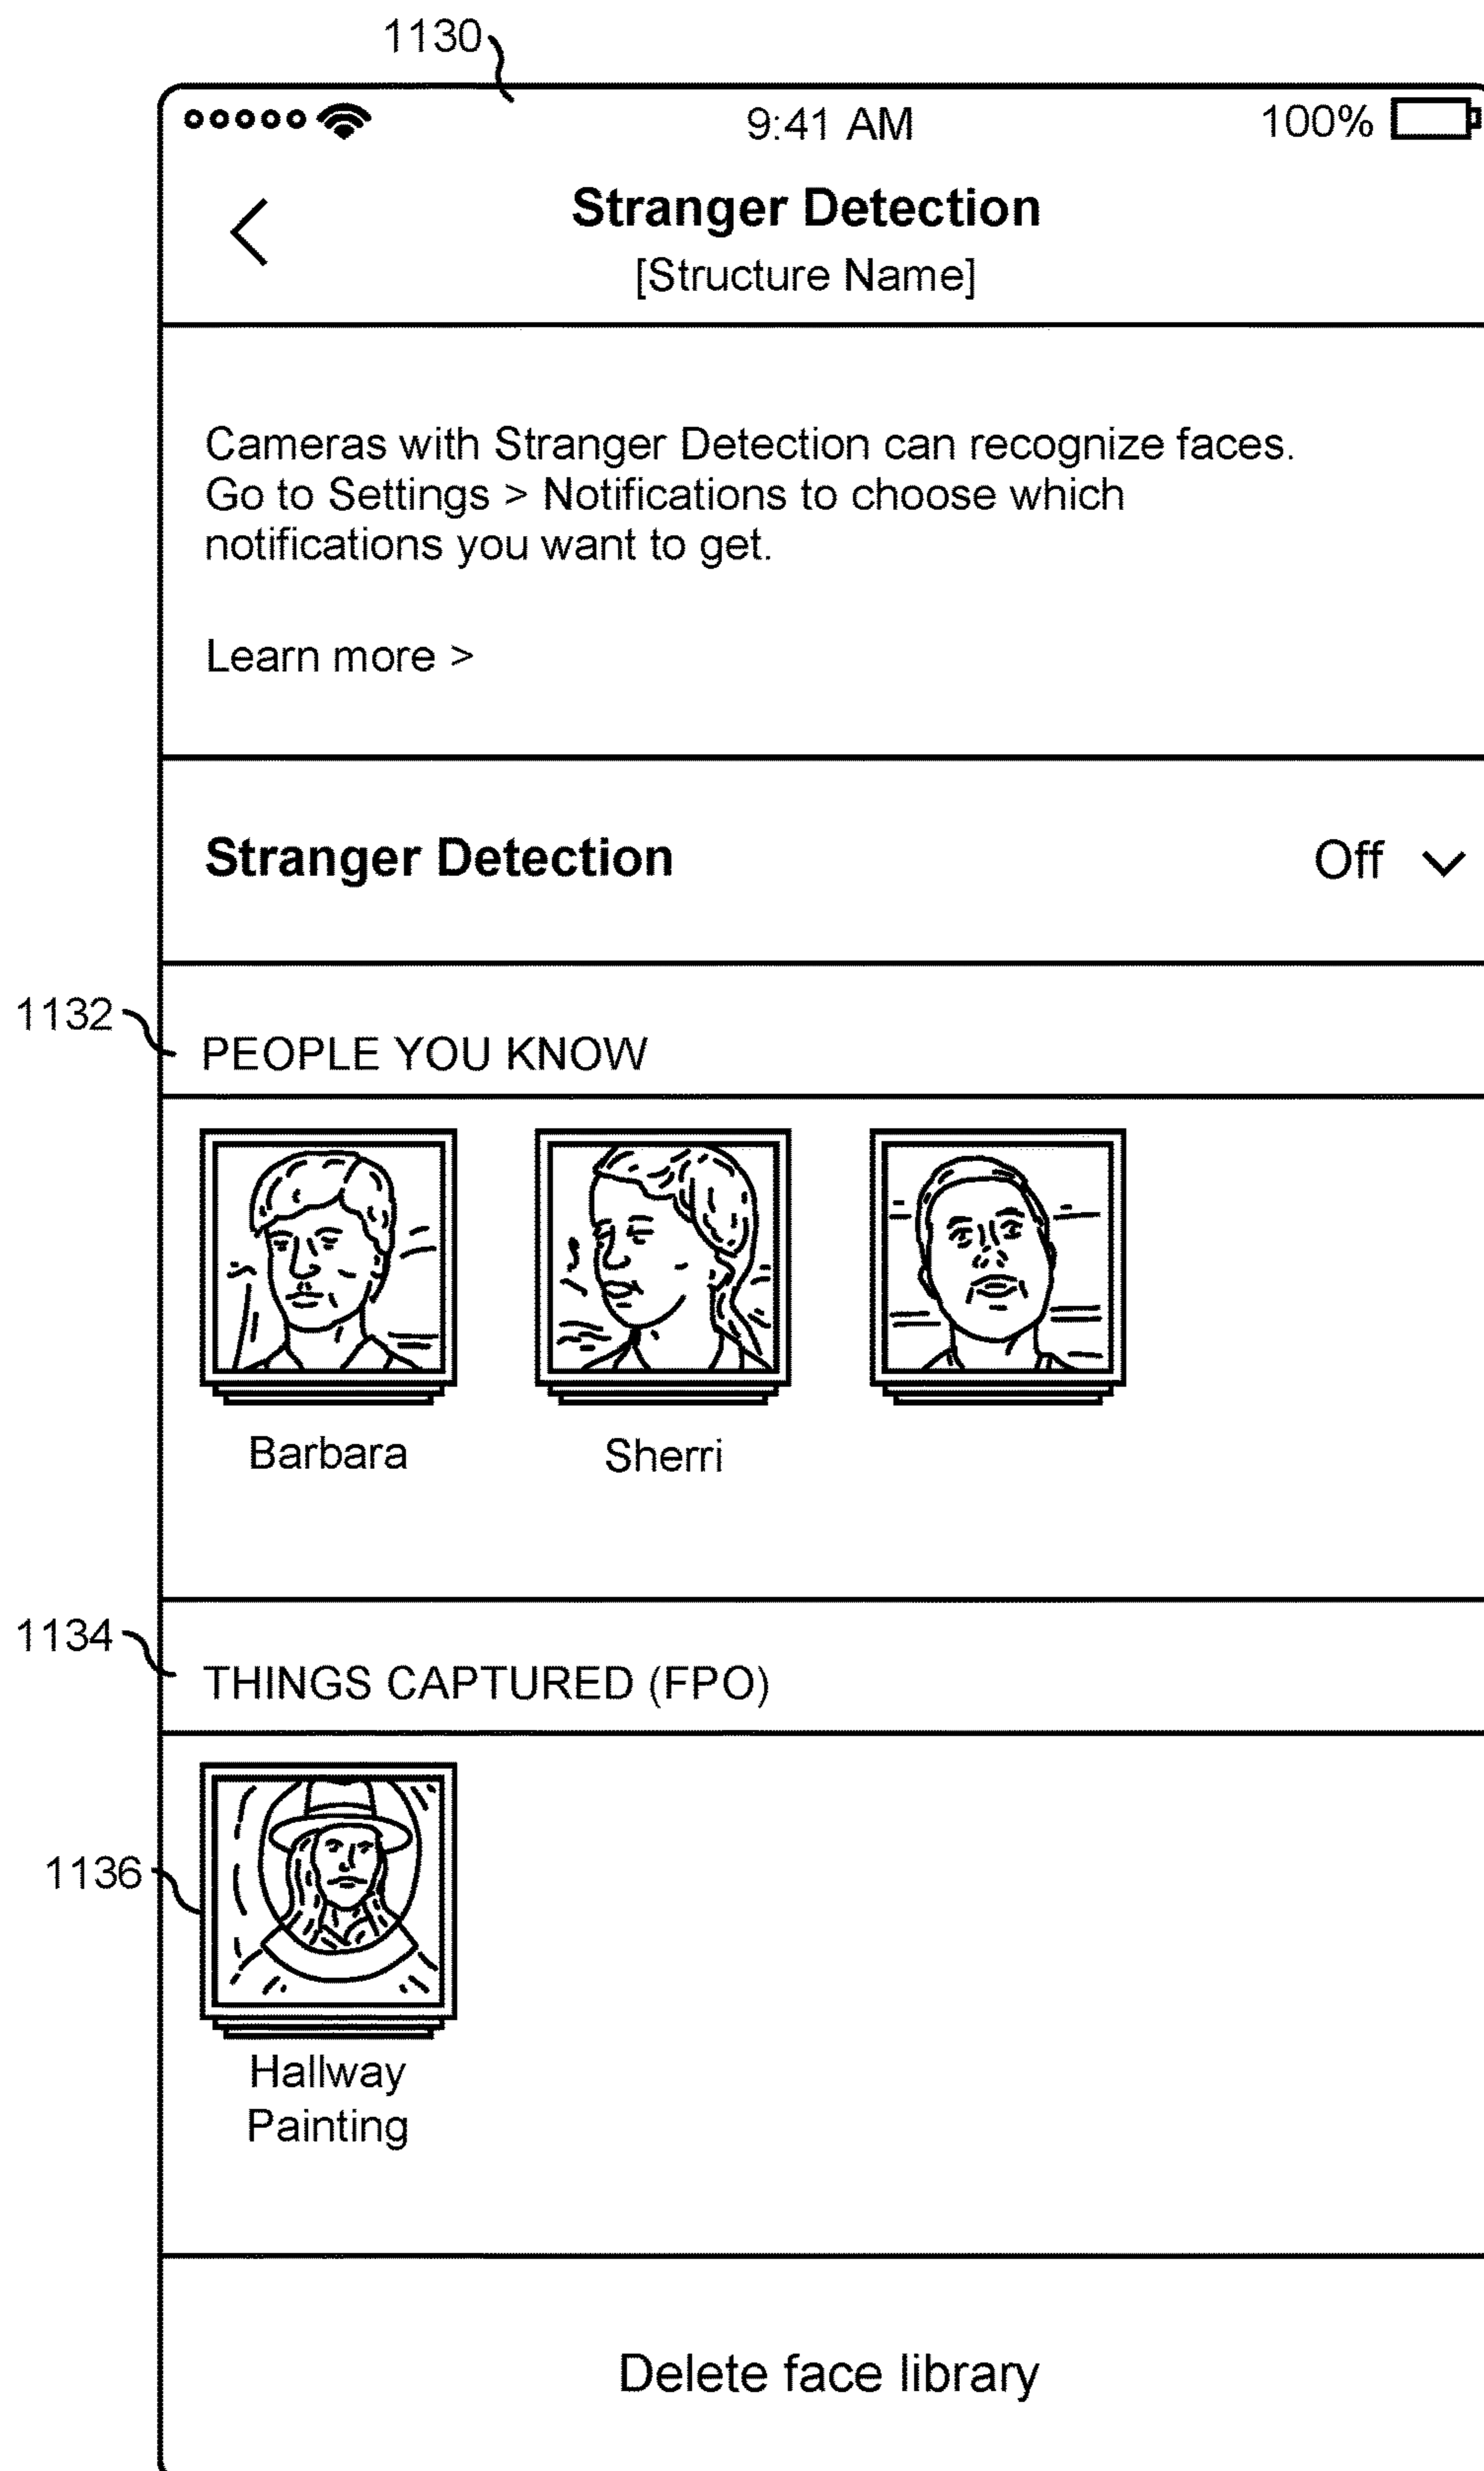 1130
9:41 AM
100%
Stranger Detection
[Structure Name]
Cameras with Stranger Detection can recognize faces.
Go to Settings > Notifications to choose which
notifications you want to get.
Learn more >
Stranger Detection
Off
1132
PEOPLE YOU KNOW
Barbara
Sherri
1134
THINGS CAPTURED (FPO)
1136
Hallway
Painting
Delete face library